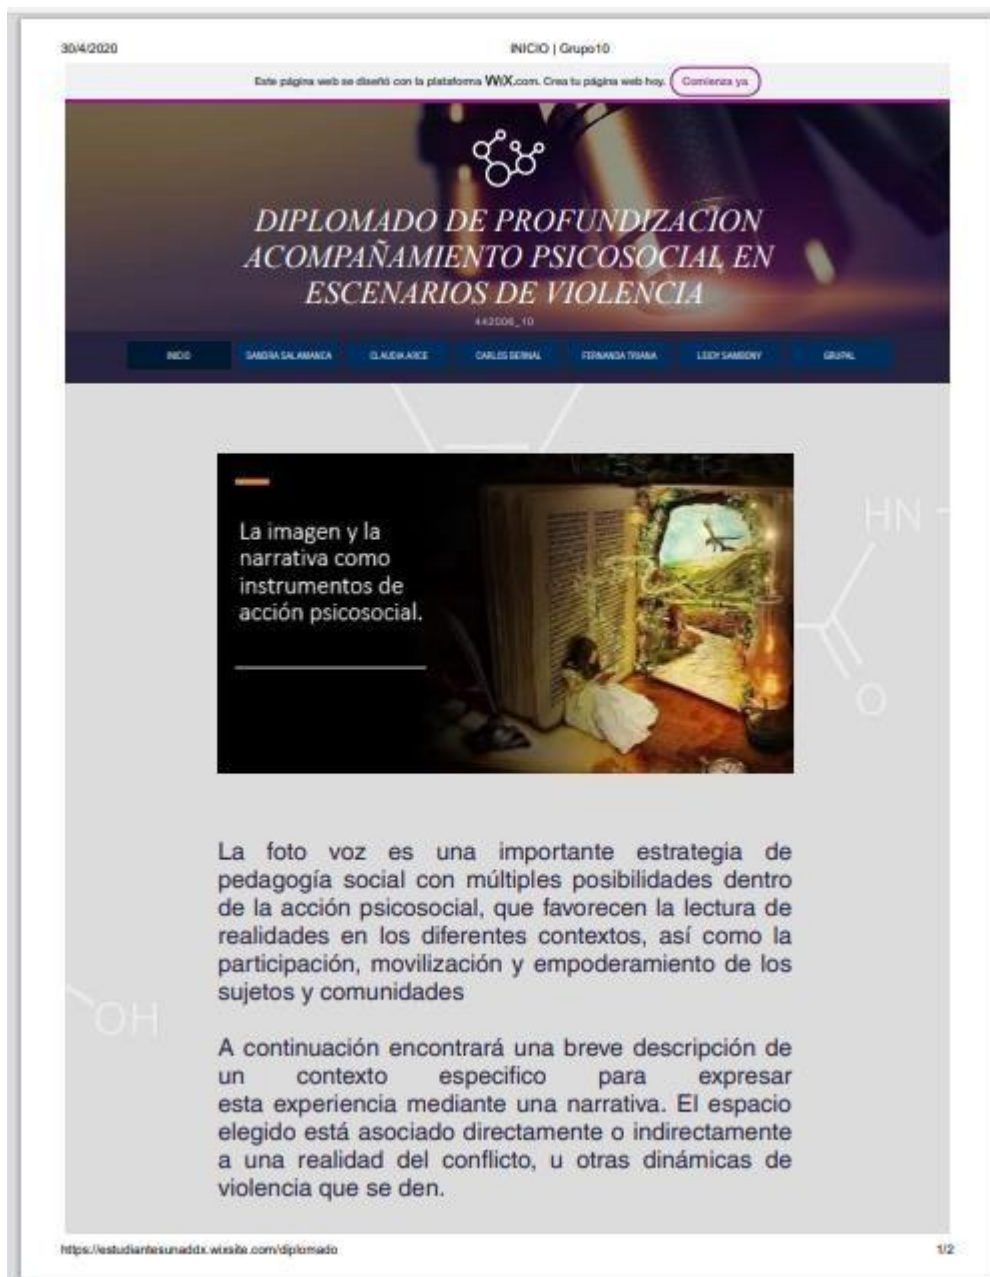 30/4/2020
INICIO | Grupo10
Este página web se diseñó con la plataforma WiX.com. Crea tu página web hoy.
Comienza ya
DIPLOMADO DE PROFUNDIZACION
ACOMPAÑAMIENTO PSICOSOCIAL EN
ESCENARIOS DE VIOLENCIA
442006_10
INICIO
SANDRA SALAMANCA
CLAUDIA ARCE
CARLOS BERNAL
FERNANDA TRIANA
LEIDY SAMBONY
GRUPAL
HN
O
OH
La imagen y la
narrativa como
instrumentos de
acción psicosocial.
La foto voz es una importante estrategia de
pedagogía social con múltiples posibilidades dentro
de la acción psicosocial, que favorecen la lectura de
realidades en los diferentes contextos, así como la
participación, movilización y empoderamiento de los
sujetos y comunidades
A continuación encontrará una breve descripción de
un contexto especifico para expresar
esta experiencia mediante una narrativa. El espacio
elegido está asociado directamente o indirectamente
a una realidad del conflicto, u otras dinámicas de
violencia que se den.
https://estudiantesunaddx.wixsite.com/diplomado
1/2